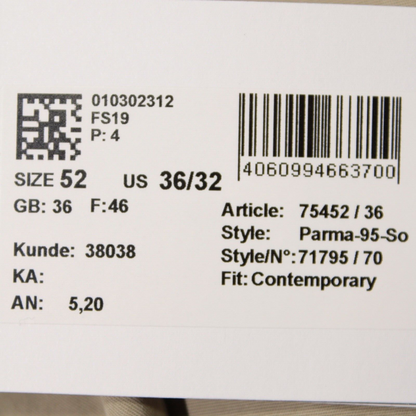 010302312
FS19
P: 4
4060994663700
SIZE 52 US 36/32
GB: 36 F:46
Article: 75452 / 36
Style: Parma-95-So
Style/N°: 71795 / 70
Fit: Contemporary
Kunde: 38038
KA:
AN: 5,20